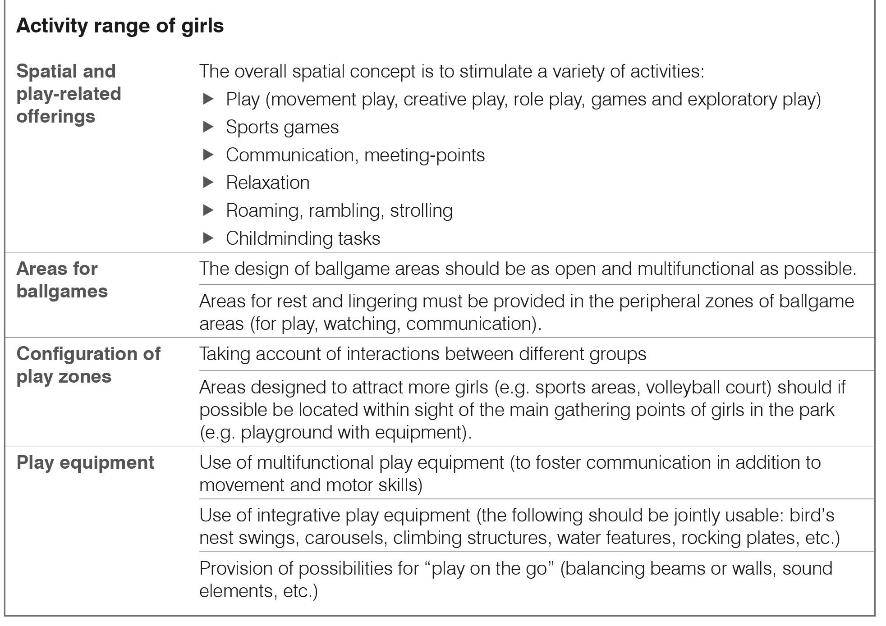 Activity range of girls
Spatial and
play-related
offerings
The overall spatial concept is to stimulate a variety of activities:
► Play (movement play, creative play, role play, games and exploratory play)
► Sports games
► Communication, meeting-points
► Relaxation
► Roaming, rambling, strolling
► Childminding tasks
Areas for
ballgames
The design of ballgame areas should be as open and multifunctional as possible.
Areas for rest and lingering must be provided in the peripheral zones of ballgame
areas (for play, watching, communication).
Configuration of
play zones
Taking account of interactions between different groups
Areas designed to attract more girls (e.g. sports areas, volleyball court) should if
possible be located within sight of the main gathering points of girls in the park
(e.g. playground with equipment).
Play equipment
Use of multifunctional play equipment (to foster communication in addition to
movement and motor skills)
Use of integrative play equipment (the following should be jointly usable: bird’s
nest swings, carousels, climbing structures, water features, rocking plates, etc.)
Provision of possibilities for “play on the go” (balancing beams or walls, sound
elements, etc.)